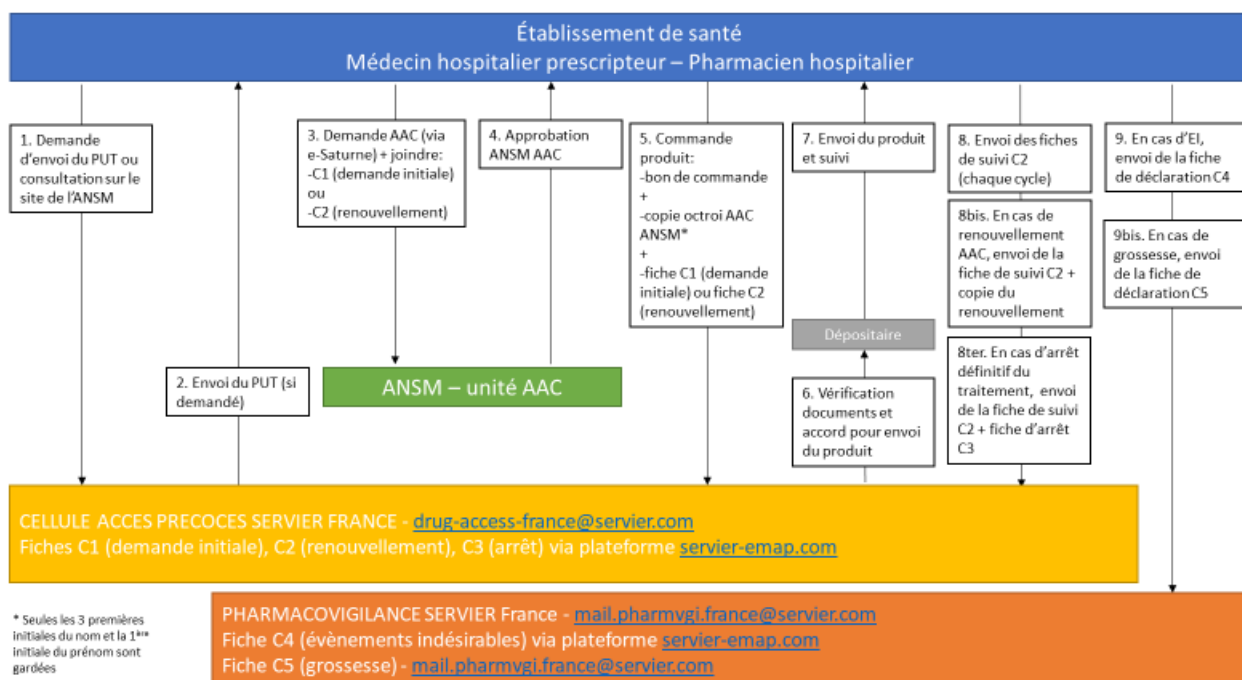 Établissement de santé
Médecin hospitalier prescripteur – Pharmacien hospitalier
1. Demande
d'envoi du PUT ou
consultation sur le
site de l'ANSM
2. Envoi du PUT (si
demandé)
3. Demande AAC (via
e-Saturne) + joindre:
-C1 (demande initiale)
ou
-C2 (renouvellement)
4. Approbation
ANSM AAC
ANSM – unité AAC
5. Commande
produit:
-bon de commande
+
-copie octroi AAC
ANSM*
+
-fiche C1 (demande
initiale) ou fiche C2
(renouvellement)
7. Envoi du produit
et suivi
Dépositaire
6. Vérification
documents et
accord pour envoi
du produit
8. Envoi des fiches
de suivi C2
(chaque cycle)
8bis. En cas de
renouvellement
AAC, envoi de la
fiche de suivi C2 +
copie du
renouvellement
8ter. En cas d'arrêt
définitif du
traitement, envoi
de la fiche de suivi
C2 + fiche d'arrêt
C3
9. En cas d'EI,
envoi de la fiche
de déclaration C4
9bis. En cas de
grossesse, envoi
de la fiche de
déclaration C5
CELLULE ACCES PRECOCES SERVIER FRANCE - drug-access-france@servier.com
Fiches C1 (demande initiale), C2 (renouvellement), C3 (arrêt) via plateforme servier-emap.com
* Seules les 3 premières
initiales du nom et la 1ère
initiale du prénom sont
gardées
PHARMACOVIGILANCE SERVIER France - mail.pharmvgi.france@servier.com
Fiche C4 (évènements indésirables) via plateforme servier-emap.com
Fiche C5 (grossesse) - mail.pharmvgi.france@servier.com